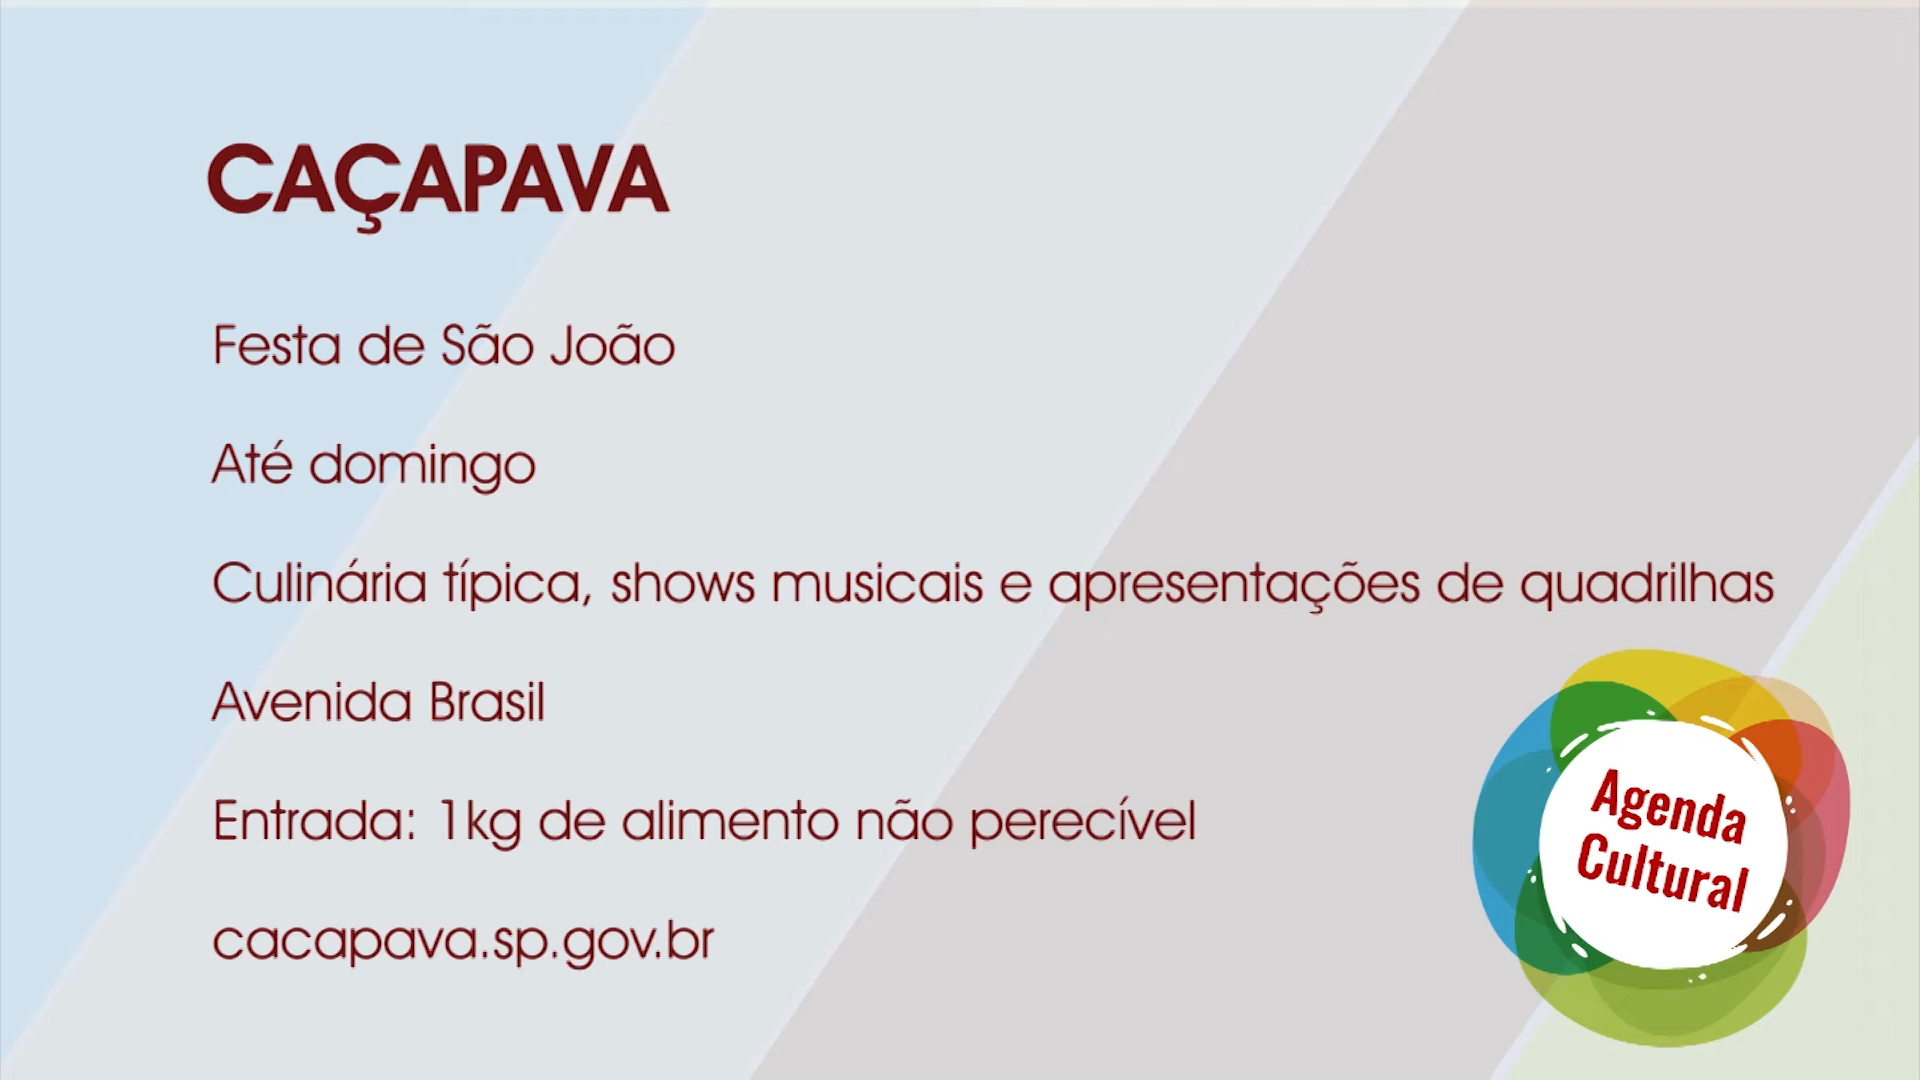 CAÇAPAVA
Festa de São João
Até domingo
Culinária típica, shows musicais e apresentações de quadrilhas
Avenida Brasil
Entrada: 1kg de alimento não perecível
cacapava.sp.gov.br
Agenda
Cultural